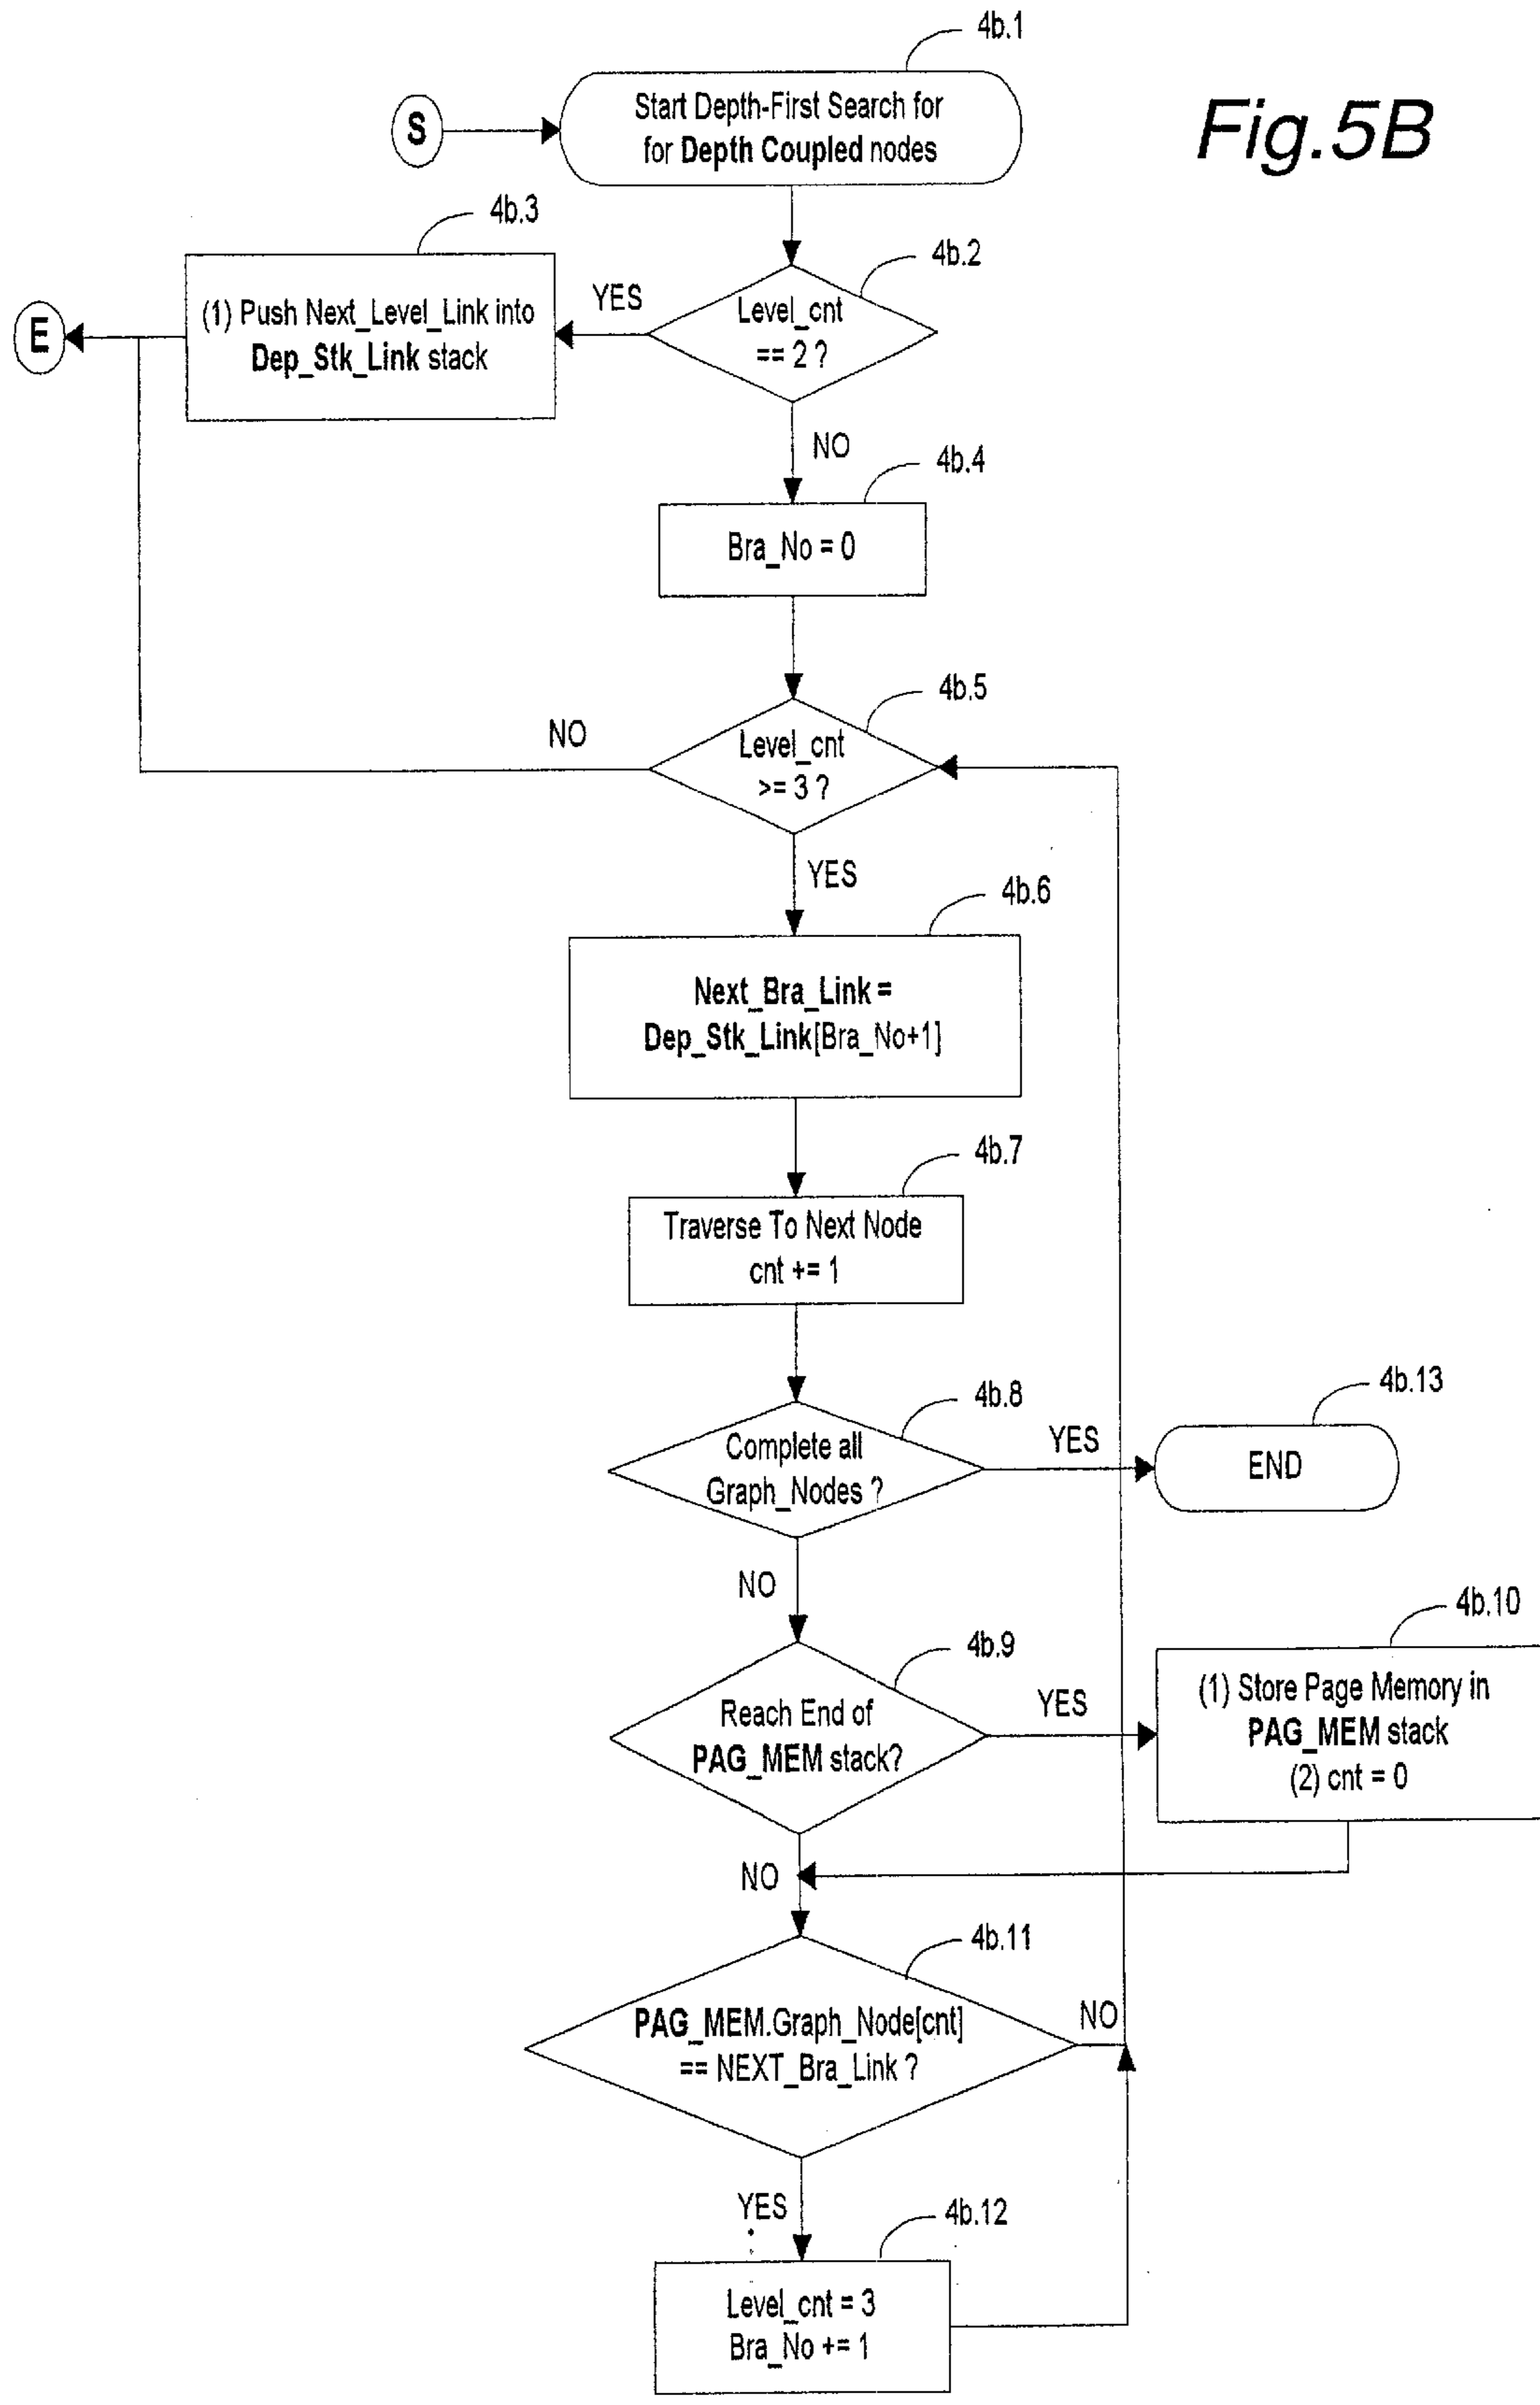 4b.1
Fig.5B
S
Start Depth-First Search for
for Depth Coupled nodes
4b.3
4b.2
E
(1) Push Next_Level_Link into
Dep_Stk_Link stack
YES
Level_cnt
== 2 ?
NO
4b.4
Bra_No = 0
4b.5
NO
Level_cnt
>= 3 ?
YES
4b.6
Next_Bra_Link =
Dep_Stk_Link[Bra_No+1]
4b.7
Traverse To Next Node
cnt += 1
4b.8
4b.13
Complete all
Graph_Nodes ?
YES
END
NO
4b.10
4b.9
Reach End of
PAG_MEM stack?
YES
(1) Store Page Memory in
PAG_MEM stack
(2) cnt = 0
NO
4b.11
PAG_MEM.Graph_Node[cnt]
== NEXT_Bra_Link ?
NO
YES
4b.12
Level_cnt = 3
Bra_No += 1